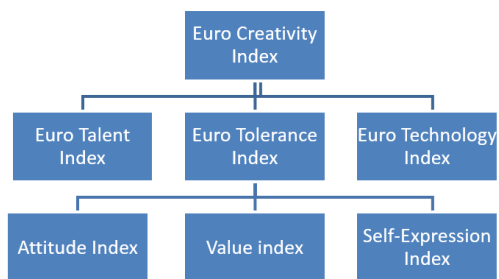 Euro Creativity
Index
Euro Talent
Index
Euro Tolerance
Index
Euro Technology
Index
Attitude Index
Value index
Self-Expression
Index